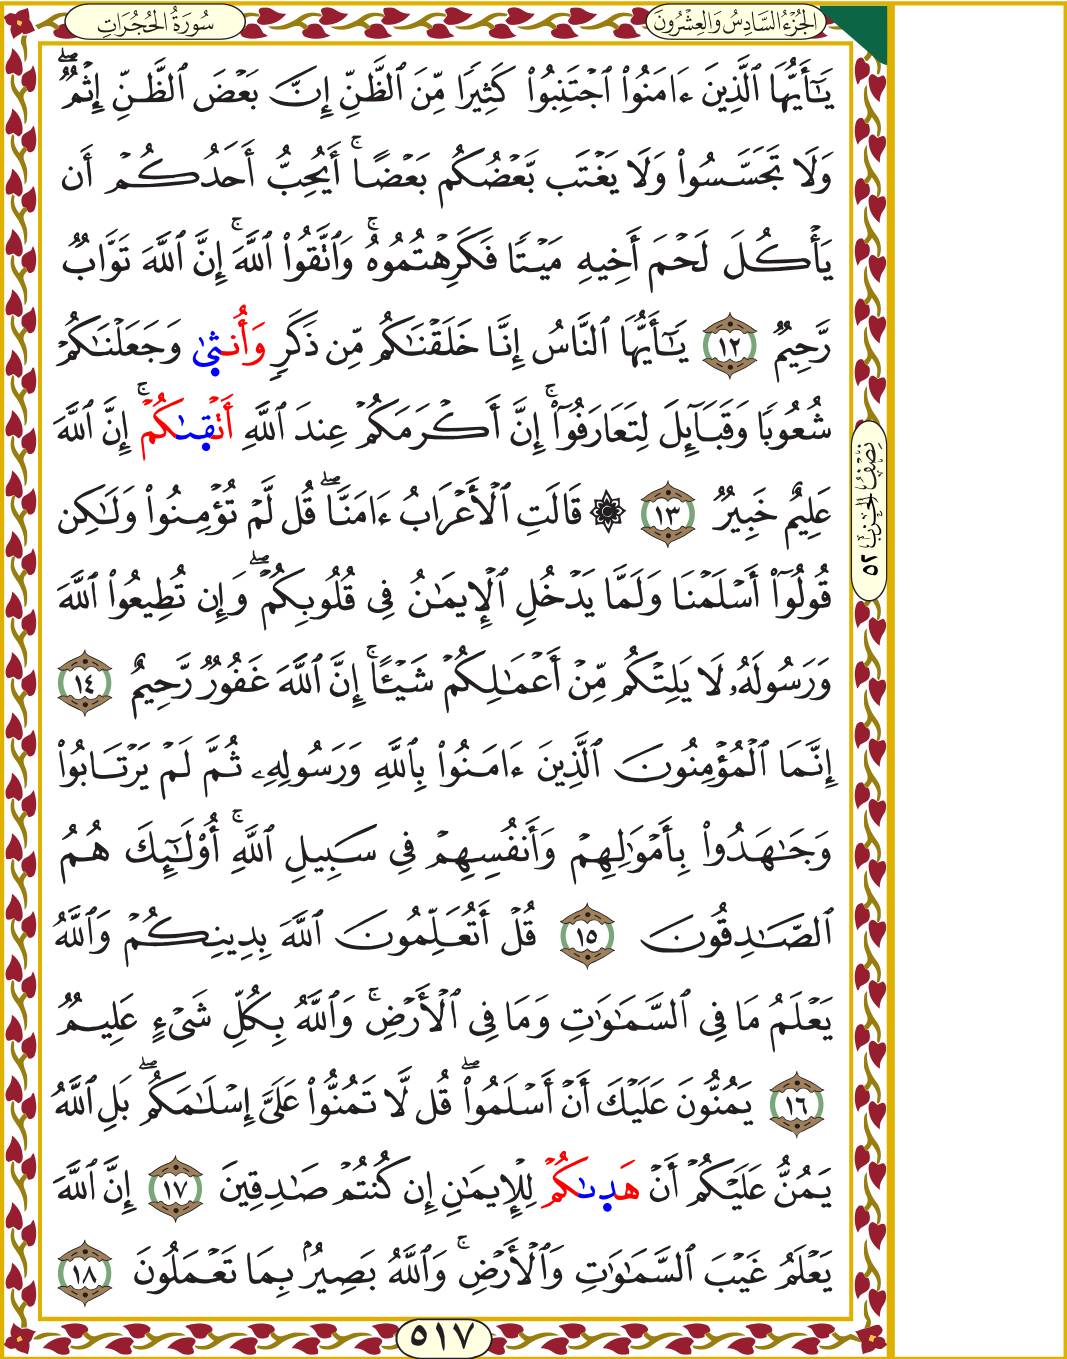 سُورَةُ الحُجُرَاتِ
الجُزْءُ السَّادِسُ وَالعِشْرُونَ
يَٰٓأَيُّهَا ٱلَّذِينَ ءَامَنُوا۟ ٱجْتَنِبُوا۟ كَثِيرًا مِّنَ ٱلظَّنِّ إِنَّ بَعْضَ ٱلظَّنِّ إِثْمٌ ۖ
وَلَا تَجَسَّسُوا۟ وَلَا يَغْتَب بَّعْضُكُم بَعْضًا ۚ أَيُحِبُّ أَحَدُكُمْ أَن
يَأْكُلَ لَحْمَ أَخِيهِ مَيْتًا فَكَرِهْتُمُوهُ ۚ وَٱتَّقُوا۟ ٱللَّهَ ۚ إِنَّ ٱللَّهَ تَوَّابٌ
رَّحِيمٌ ١٢ يَٰٓأَيُّهَا ٱلنَّاسُ إِنَّا خَلَقْنَٰكُم مِّن ذَكَرٍ وَأُنثَىٰ وَجَعَلْنَٰكُمْ
شُعُوبًا وَقَبَآئِلَ لِتَعَارَفُوٓا۟ ۚ إِنَّ أَكْرَمَكُمْ عِندَ ٱللَّهِ أَتْقَىٰكُمْ ۚ إِنَّ ٱللَّهَ
عَلِيمٌ خَبِيرٌ ١٣ ۞ قَالَتِ ٱلْأَعْرَابُ ءَامَنَّا ۖ قُل لَّمْ تُؤْمِنُوا۟ وَلَٰكِن
قُولُوٓا۟ أَسْلَمْنَا وَلَمَّا يَدْخُلِ ٱلْإِيمَٰنُ فِى قُلُوبِكُمْ ۖ وَإِن تُطِيعُوا۟ ٱللَّهَ
وَرَسُولَهُۥ لَا يَلِتْكُم مِّنْ أَعْمَٰلِكُمْ شَيْـًٔا ۚ إِنَّ ٱللَّهَ غَفُورٌ رَّحِيمٌ ١٤
إِنَّمَا ٱلْمُؤْمِنُونَ ٱلَّذِينَ ءَامَنُوا۟ بِٱللَّهِ وَرَسُولِهِۦ ثُمَّ لَمْ يَرْتَابُوا۟
وَجَٰهَدُوا۟ بِأَمْوَٰلِهِمْ وَأَنفُسِهِمْ فِى سَبِيلِ ٱللَّهِ ۚ أُو۟لَٰٓئِكَ هُمُ
ٱلصَّٰدِقُونَ ١٥ قُلْ أَتُعَلِّمُونَ ٱللَّهَ بِدِينِكُمْ وَٱللَّهُ
يَعْلَمُ مَا فِى ٱلسَّمَٰوَٰتِ وَمَا فِى ٱلْأَرْضِ ۚ وَٱللَّهُ بِكُلِّ شَىْءٍ عَلِيمٌ
١٦ يَمُنُّونَ عَلَيْكَ أَنْ أَسْلَمُوا۟ ۖ قُل لَّا تَمُنُّوا۟ عَلَىَّ إِسْلَٰمَكُم ۖ بَلِ ٱللَّهُ
يَمُنُّ عَلَيْكُمْ أَنْ هَدَىٰكُمْ لِلْإِيمَٰنِ إِن كُنتُمْ صَٰدِقِينَ ١٧ إِنَّ ٱللَّهَ
يَعْلَمُ غَيْبَ ٱلسَّمَٰوَٰتِ وَٱلْأَرْضِ ۚ وَٱللَّهُ بَصِيرٌۢ بِمَا تَعْمَلُونَ ١٨
نِصْفُ الحِزْبِ ٥٢
٥١٧